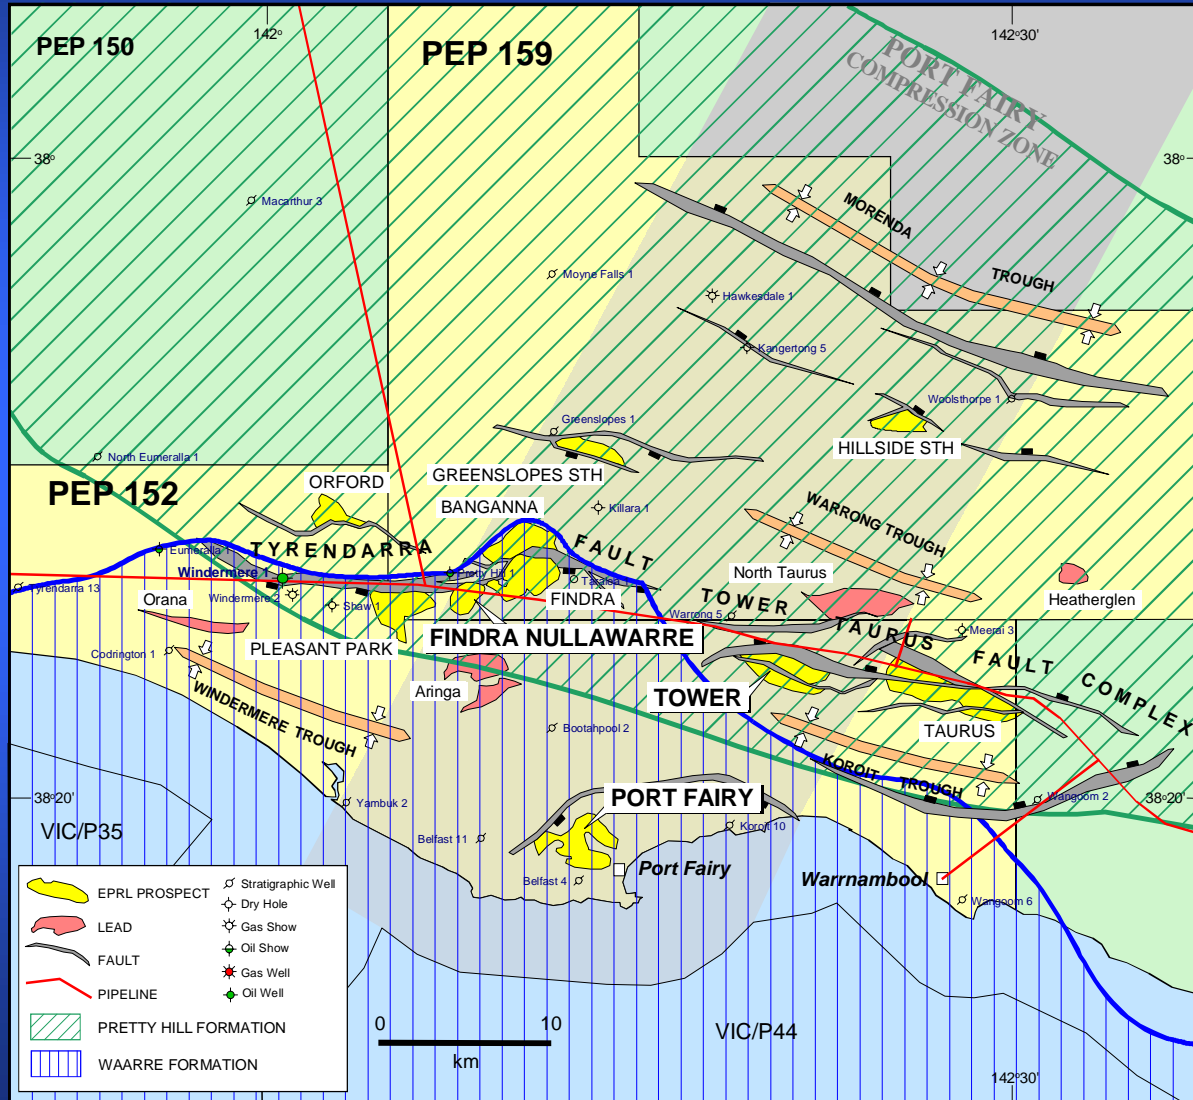 PEP 150
142°
PEP 159
142°30'
PORT FAIRY
COMPRESSION ZONE
38°
38°
Macarthur 3
MORENDA
TROUGH
Moyne Falls 1
Hawkesdale 1
Kangertong 5
Woolsthorpe 1
Greenslopes 1
HILLSIDE STH
North Eumeralla 1
GREENSLOPES STH
ORFORD
PEP 152
BANGANNA
Killara 1
WARRONG TROUGH
TYRENDARRA
FAULT
Eumeralla 1
Windermere 1
Pretty Hill 1
Taralea 1
North Taurus
Tyrendarra 13
Windermere 2
Orana
Shaw 1
FINDRA
Heatherglen
TOWER
TAURUS
FAULT
COMPLEX
Warrong 5
Meerai 3
FINDRA NULLAWARRE
PLEASANT PARK
Codrington 1
Aringa
TOWER
WINDERMERE TROUGH
Bootahpool 2
TAURUS
KOROIT TROUGH
38°20'
Yambuk 2
PORT FAIRY
Wangoom 2
38°20'
VIC/P35
Belfast 11
Koroit 10
Port Fairy
Belfast 4
Warrnambool
Wangoom 6
EPRL PROSPECT
LEAD
FAULT
PIPELINE
PRETTY HILL FORMATION
WAARRE FORMATION
Stratigraphic Well
Dry Hole
Gas Show
Oil Show
Gas Well
Oil Well
0
10
km
VIC/P44
142°30'